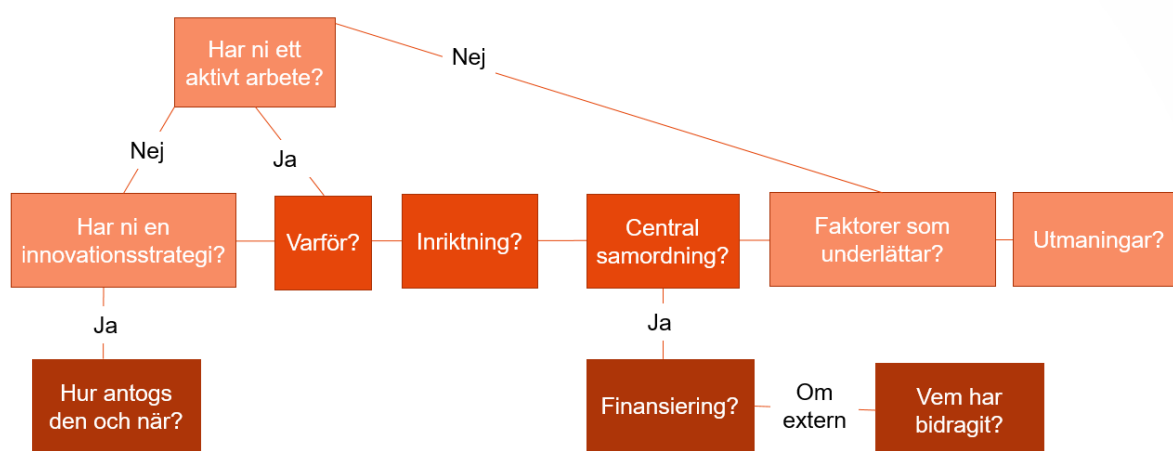 Har ni ett
aktivt arbete?
Nej
Nej
Ja
Har ni en
innovationsstrategi?
Varför?
Inriktning?
Central
samordning?
Faktorer som
underlättar?
Utmaningar?
Ja
Ja
Hur antogs
den och när?
Finansiering?
Om
extern
Vem har
bidragit?